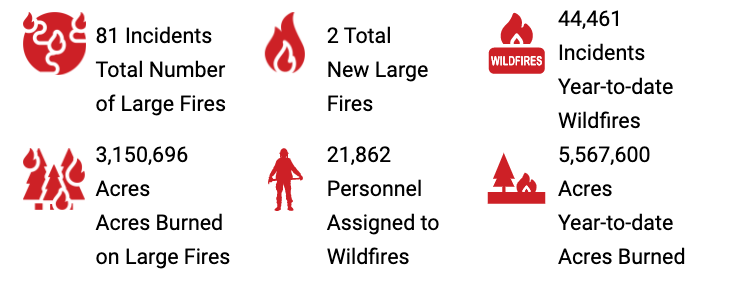 81 Incidents
Total Number
of Large Fires
2 Total
New Large
Fires
WILDFIRES
44,461
Incidents
Year-to-date
Wildfires
3,150,696
Acres
Acres Burned
on Large Fires
21,862
Personnel
Assigned to
Wildfires
5,567,600
Acres
Year-to-date
Acres Burned